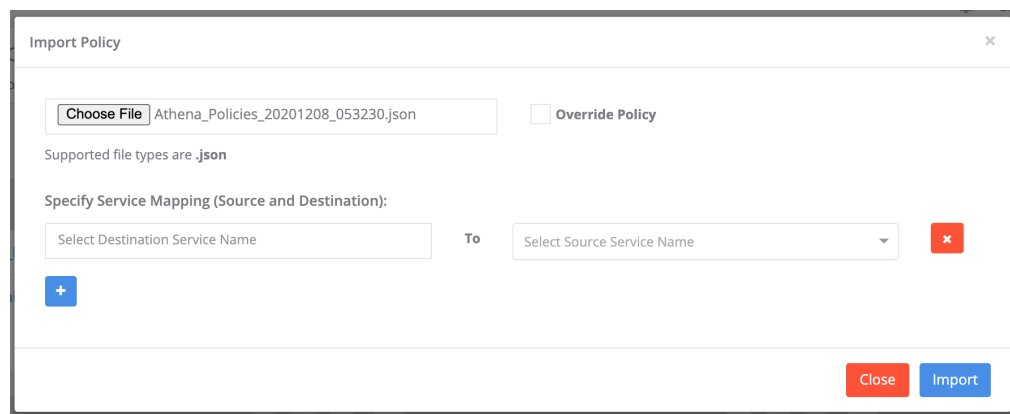 Import Policy ×
Choose File Athena_Policies_20201208_053230.json
Override Policy
Supported file types are .json
Specify Service Mapping (Source and Destination):
Select Destination Service Name To Select Source Service Name
Close Import